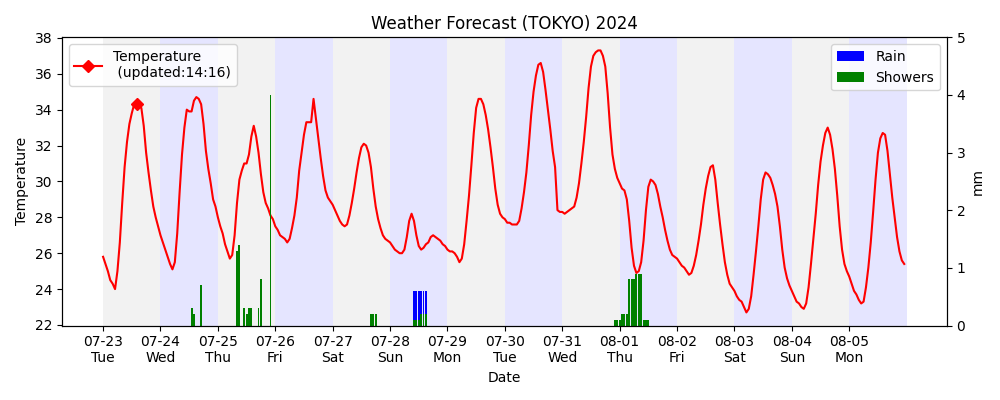 Weather Forecast (TOKYO) 2024
Temperature
(updated:14:16)
Rain
Showers
Temperature
38
36
34
32
30
28
26
24
22
5
4
3
2
1
0
mm
07-23 07-24 07-25 07-26 07-27 07-28 07-29 07-30 07-31 08-01 08-02 08-03 08-04 08-05
Tue Wed Thu Fri Sat Sun Mon Tue Wed Thu Fri Sat Sun Mon
Date